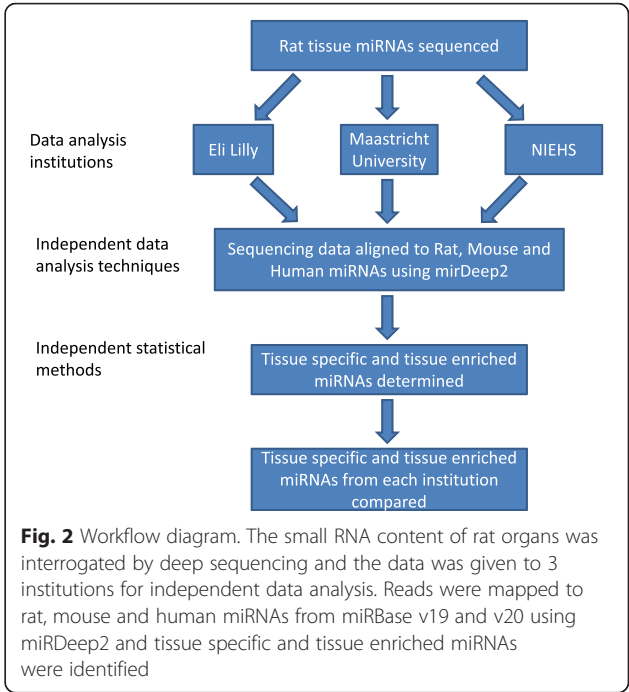 Rat tissue miRNAs sequenced
Data analysis
institutions
Eli Lilly
Maastricht
University
NIEHS
Independent data
analysis techniques
Sequencing data aligned to Rat, Mouse and
Human miRNAs using mirDeep2
Independent statistical
methods
Tissue specific and tissue enriched
miRNAs determined
Tissue specific and tissue enriched
miRNAs from each institution
compared
Fig. 2 Workflow diagram. The small RNA content of rat organs was
interrogated by deep sequencing and the data was given to 3
institutions for independent data analysis. Reads were mapped to
rat, mouse and human miRNAs from miRBase v19 and v20 using
miRDeep2 and tissue specific and tissue enriched miRNAs
were identified